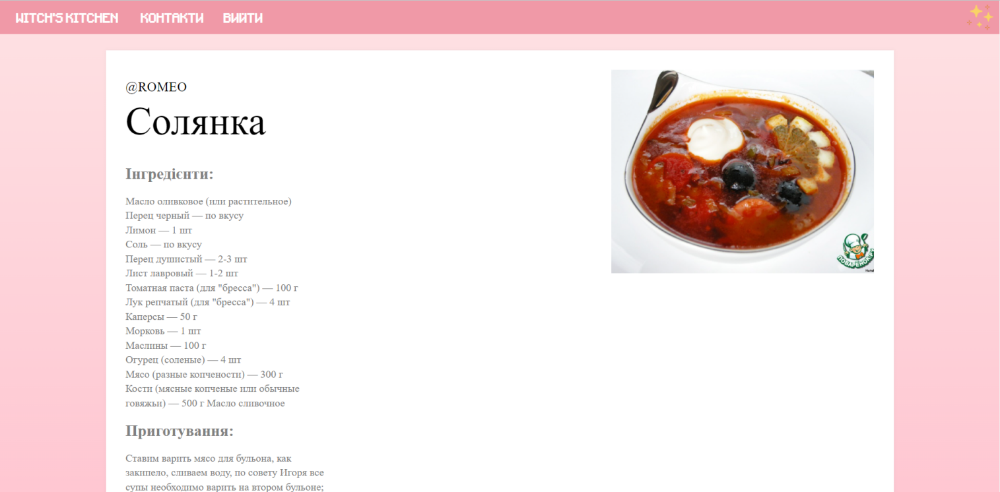 WITCH'S KITCHEN КОНТАКТИ ВИЙТИ
@ROMEO
Солянка
Інгредієнти:
Масло оливковое (или растительное)
Перец черный — по вкусу
Лимон — 1 шт
Соль — по вкусу
Перец душистый — 2-3 шт
Лист лавровый — 1-2 шт
Томатная паста (для "бресса") — 100 г
Лук репчатый (для "бресса") — 4 шт
Каперсы — 50 г
Морковь — 1 шт
Маслины — 100 г
Огурец (соленые) — 4 шт
Мясо (разные копчености) — 300 г
Кости (мясные копченые или обычные
говяжьи) — 500 г Масло сливочное
Приготування:
Ставим варить мясо для бульона, как
закипело, сливаем воду, по совету Игоря все
супы необходимо варить на втором бульоне;